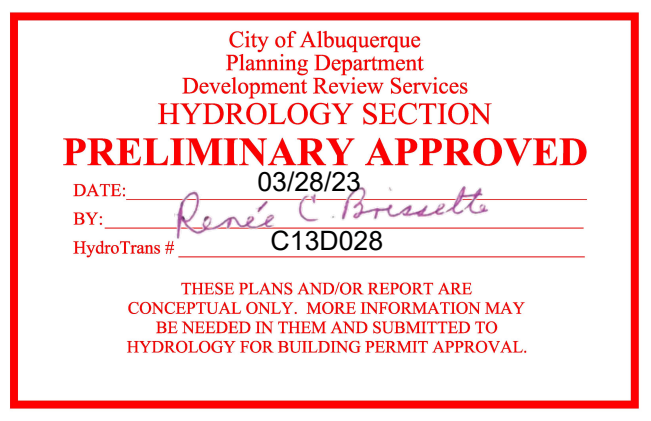 City of Albuquerque
Planning Department
Development Review Services
HYDROLOGY SECTION
PRELIMINARY APPROVED
DATE: 03/28/23
BY: Renée C. Brissette
HydroTrans # C13D028
THESE PLANS AND/OR REPORT ARE
CONCEPTUAL ONLY. MORE INFORMATION MAY
BE NEEDED IN THEM AND SUBMITTED TO
HYDROLOGY FOR BUILDING PERMIT APPROVAL.